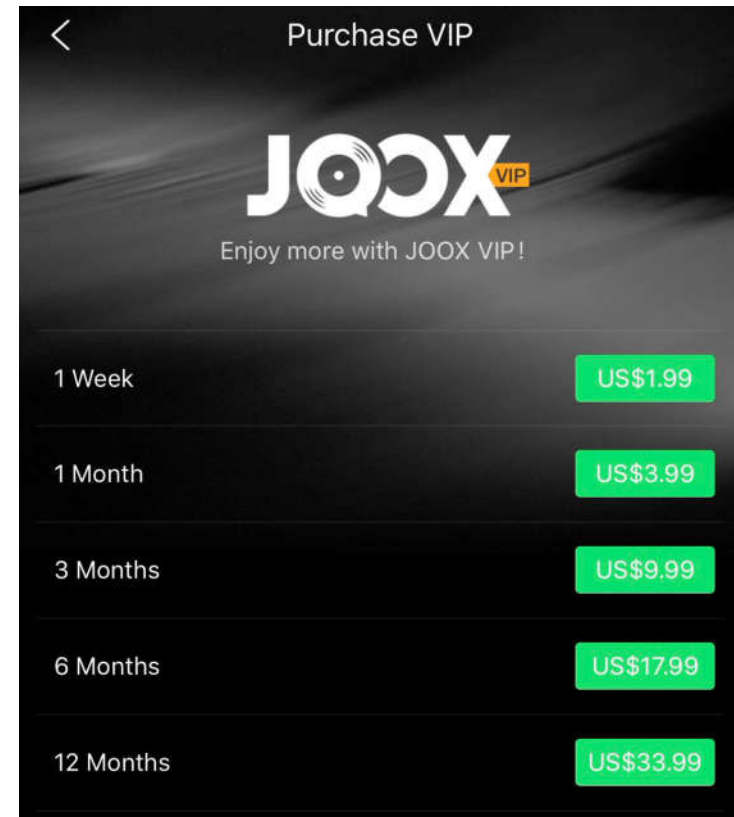 Purchase VIP
JOOX VIP
Enjoy more with JOOX VIP!
1 Week US$1.99
1 Month US$3.99
3 Months US$9.99
6 Months US$17.99
12 Months US$33.99